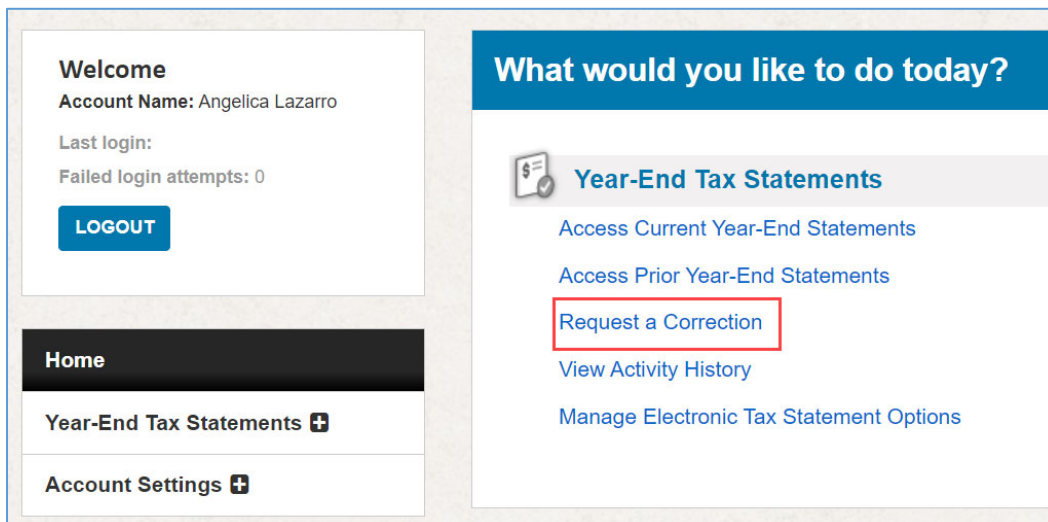 Welcome
Account Name: Angelica Lazarro
Last login:
Failed login attempts: 0
LOGOUT
Home
Year-End Tax Statements
Account Settings
What would you like to do today?
Year-End Tax Statements
Access Current Year-End Statements
Access Prior Year-End Statements
Request a Correction
View Activity History
Manage Electronic Tax Statement Options